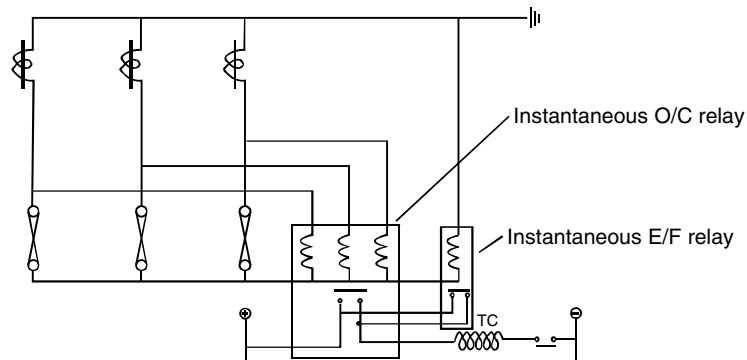 Instantaneous O/C relay
Instantaneous E/F relay
+
−
TC